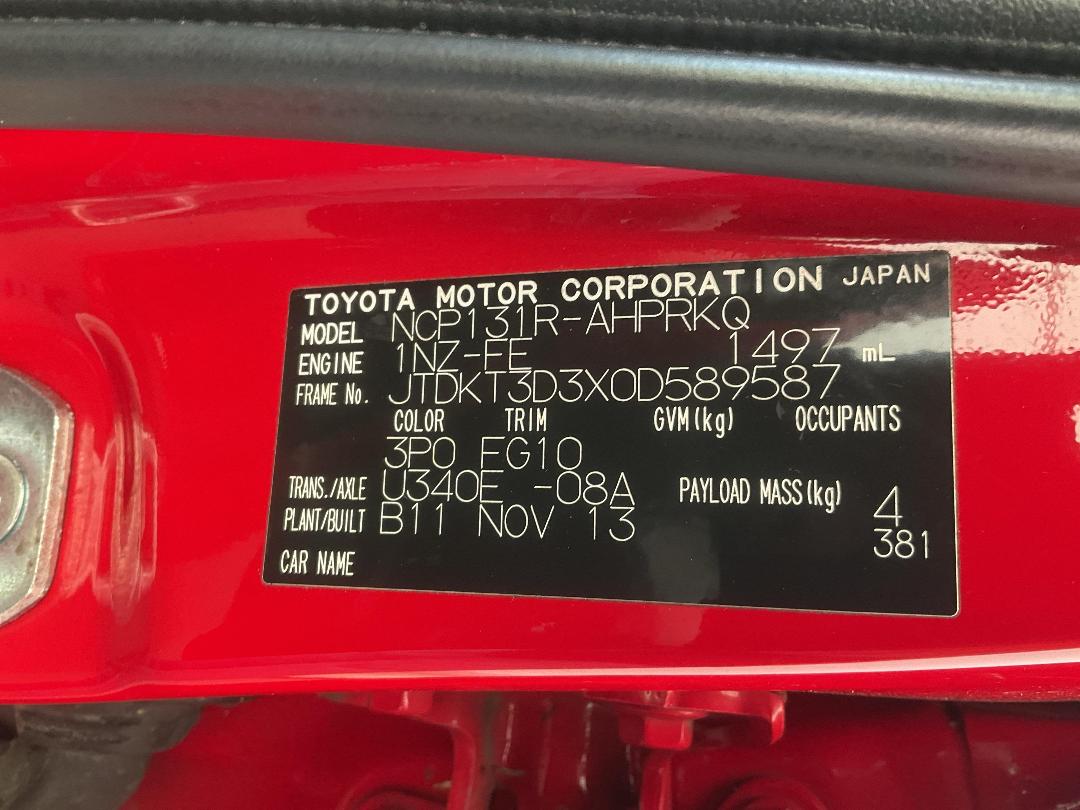 TOYOTA MOTOR CORPORATION JAPAN
MODEL NCP131R-AHPRKQ
ENGINE 1NZ-FE 1497 mL
FRAME No. JTDKT3D3X0D589587
COLOR TRIM GVM(kg) OCCUPANTS
3P0 FG10
TRANS./AXLE U340E -08A PAYLOAD MASS(kg) 4
PLANT/BUILT B11 NOV 13 381
CAR NAME